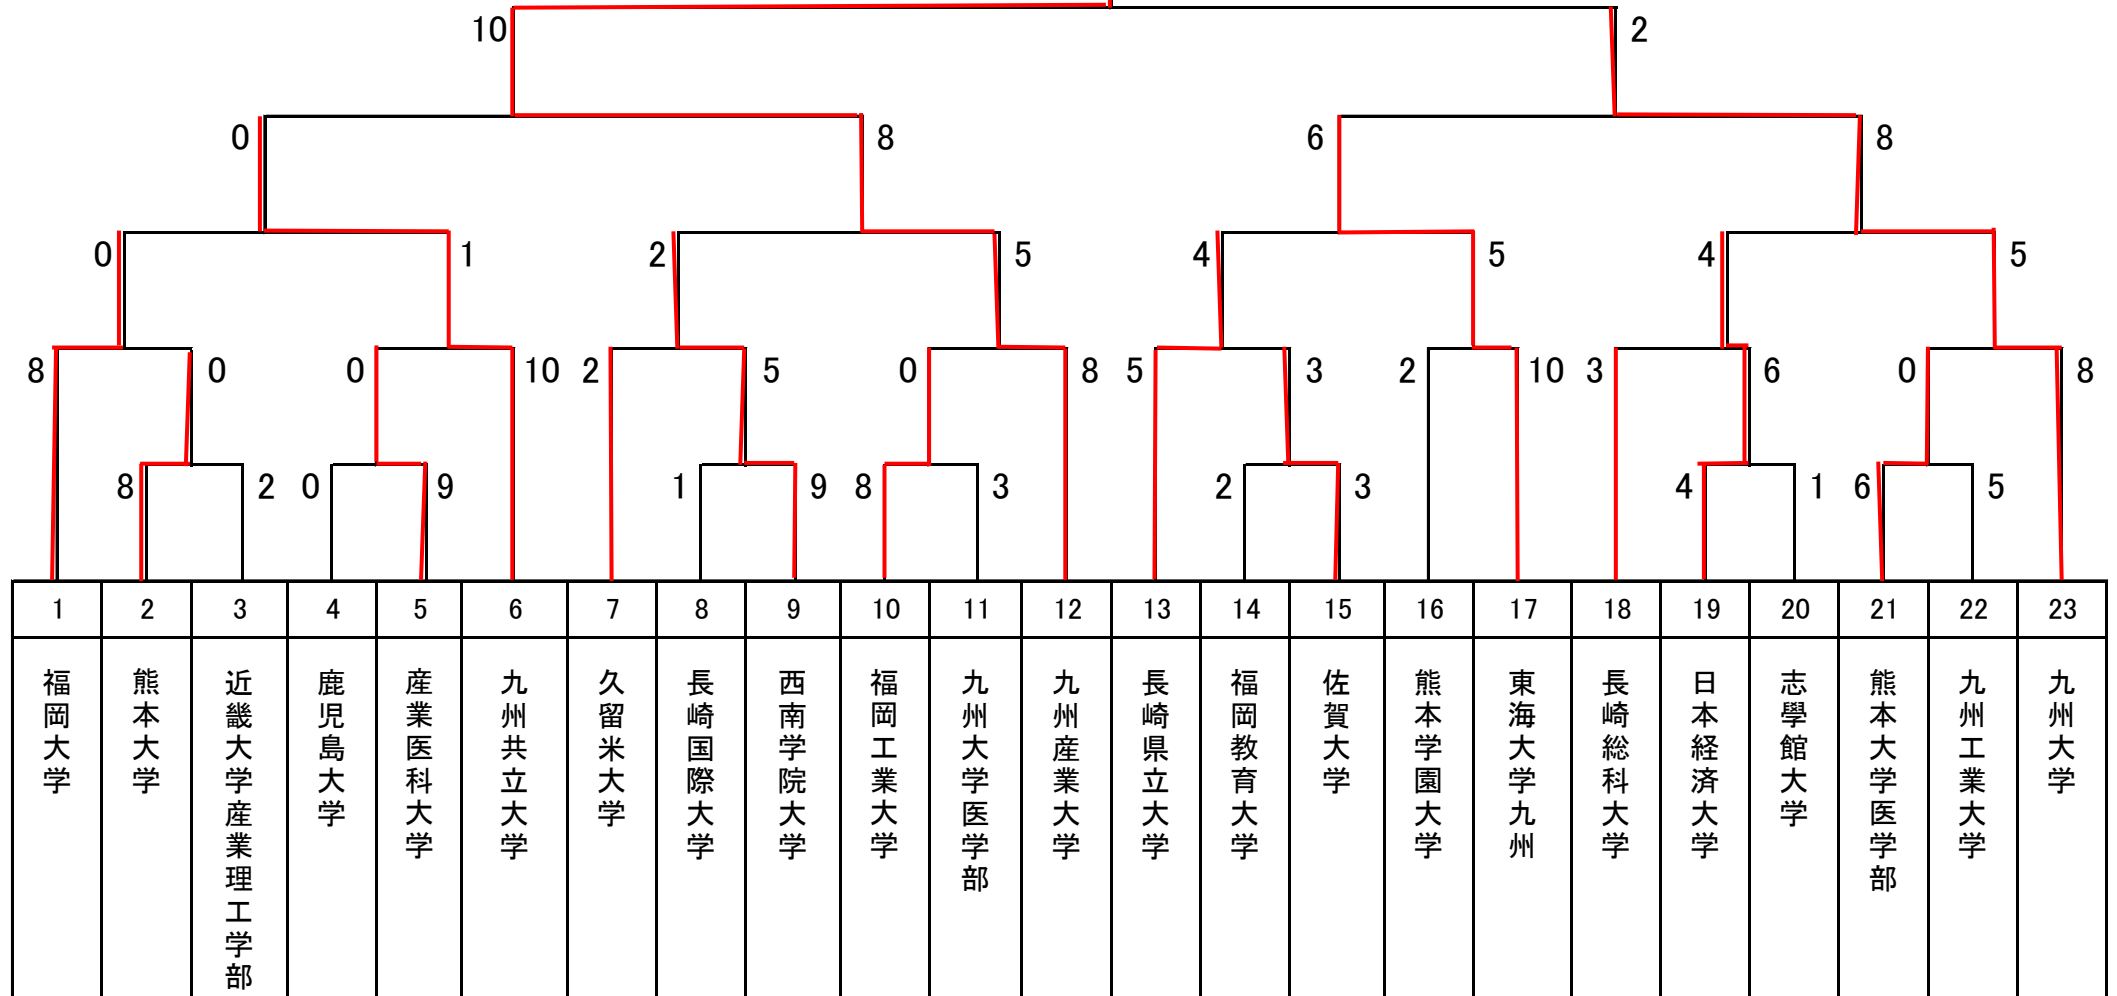 10 2
0 8 6 8
0 1 2 5 4 5 4 5
8 0 0 10 2 5 0 8 5 3 2 10 3 6 0 8
8 2 0 9 1 9 8 3 2 3 4 1 6 5
1 2 3 4 5 6 7 8 9 10 11 12 13 14 15 16 17 18 19 20 21 22 23
福岡大学
熊本大学
近畿大学産業理工学部
鹿児島大学
産業医科大学
九州共立大学
久留米大学
長崎国際大学
西南学院大学
福岡工業大学
九州大学医学部
九州産業大学
長崎県立大学
福岡教育大学
佐賀大学
熊本学園大学
東海大学九州
長崎総科大学
日本経済大学
志學館大学
熊本大学医学部
九州工業大学
九州大学